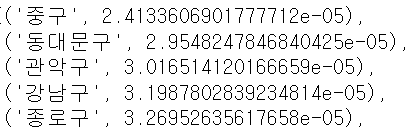 [('중구', 2.4133606901777712e-05),
('동대문구', 2.9548247846840425e-05),
('관악구', 3.016514120166659e-05),
('강남구', 3.1987802839234814e-05),
('종로구', 3.26952635617658e-05),